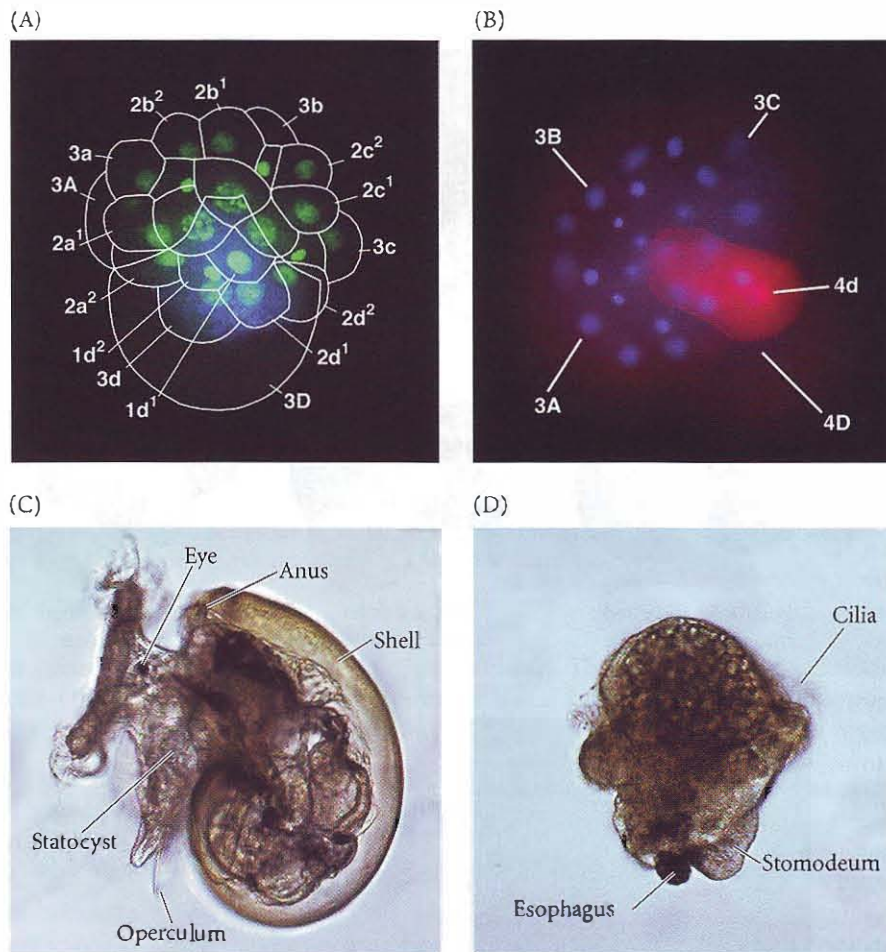 (A)
2b²
2b¹
3b
3a
2c²
3A
2c¹
2a¹
3c
2a²
2d²
1d²
2d¹
3d
1d¹
3D
(B)
3C
3B
4d
3A
4D
(C)
Eye
Anus
Shell
Statocyst
Operculum
(D)
Cilia
Stomodeum
Esophagus